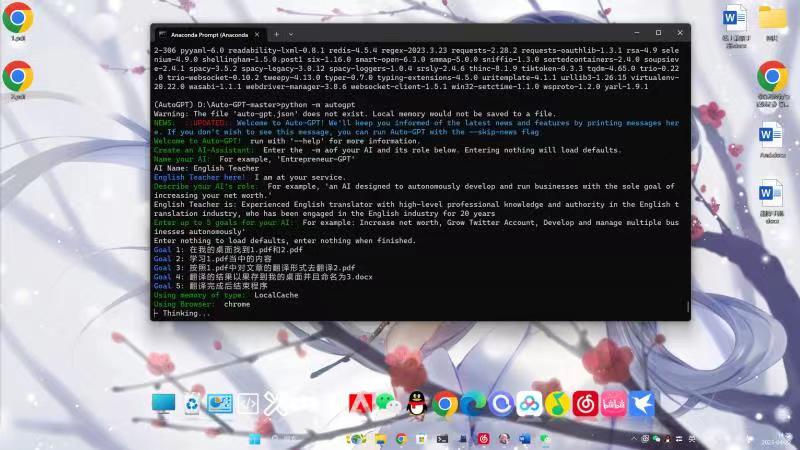 1.pdf
2.pdf
Anaconda Prompt (Anaconda
2-306 pyyaml-6.0 readability-lxml-0.8.1 redis-4.5.4 regex-2023.3.23 requests-2.28.2 requests-oauthlib-1.3.1 rsa-4.9 sele
nium-4.9.0 shellingham-1.5.0.post1 six-1.16.0 smart-open-6.3.0 smmap-5.0.0 sniffio-1.3.0 sortedcontainers-2.4.0 soupsiev
e-2.4.1 spacy-3.5.2 spacy-legacy-3.0.12 spacy-loggers-1.0.4 srsly-2.4.6 thinc-8.1.9 tiktoken-0.3.3 tqdm-4.65.0 trio-0.22
.0 trio-websocket-0.10.2 tweepy-4.13.0 typer-0.7.0 typing-extensions-4.5.0 uritemplate-4.1.1 urllib3-1.26.15 virtualenv-
20.22.0 wasabi-1.1.1 webdriver-manager-3.8.6 websocket-client-1.5.1 win32-setctime-1.1.0 wsproto-1.2.0 yarl-1.9.1
(AutoGPT) D:\Auto-GPT-master>python -m autogpt
Warning: The file 'auto-gpt.json' does not exist. Local memory would not be saved to a file.
NEWS:  ::UPDATED:: Welcome to Auto-GPT! We'll keep you informed of the latest news and features by printing messages her
e. If you don't wish to see this message, you can run Auto-GPT with the --skip-news flag
Welcome to Auto-GPT!  run with '--help' for more information.
Create an AI-Assistant:  Enter the -m aof your AI and its role below. Entering nothing will load defaults.
Name your AI:  For example, 'Entrepreneur-GPT'
AI Name: English Teacher
English Teacher here!  I am at your service.
Describe your AI's role:  For example, 'an AI designed to autonomously develop and run businesses with the sole goal of
increasing your net worth.'
English Teacher is: Experienced English translator with high-level professional knowledge and authority in the English t
ranslation industry, who has been engaged in the English industry for 20 years
Enter up to 5 goals for your AI:  For example: Increase net worth, Grow Twitter Account, Develop and manage multiple bus
inesses autonomously'
Enter nothing to load defaults, enter nothing when finished.
Goal 1: 在我的桌面找到1.pdf和2.pdf
Goal 2: 学习1.pdf当中的内容
Goal 3: 按照1.pdf中对文章的翻译形式去翻译2.pdf
Goal 4: 翻译的结果以果存到我的桌面并且命名为3.docx
Goal 5: 翻译完成后结束程序
Using memory of type:  LocalCache
Using Browser:  chrome
Thinking...
bilibili
英